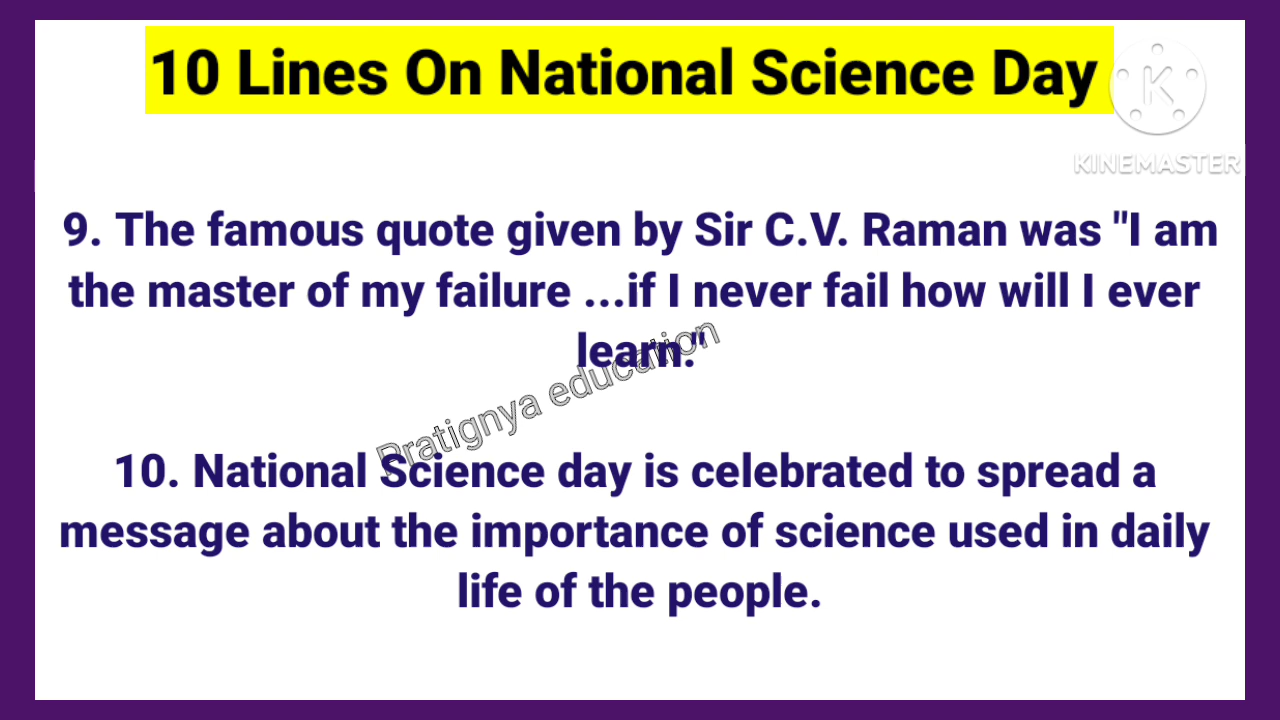 10 Lines On National Science Day
K
KINEMASTER
9. The famous quote given by Sir C.V. Raman was "I am
the master of my failure ...if I never fail how will I ever
learn."
Pratignya education
10. National Science day is celebrated to spread a
message about the importance of science used in daily
life of the people.